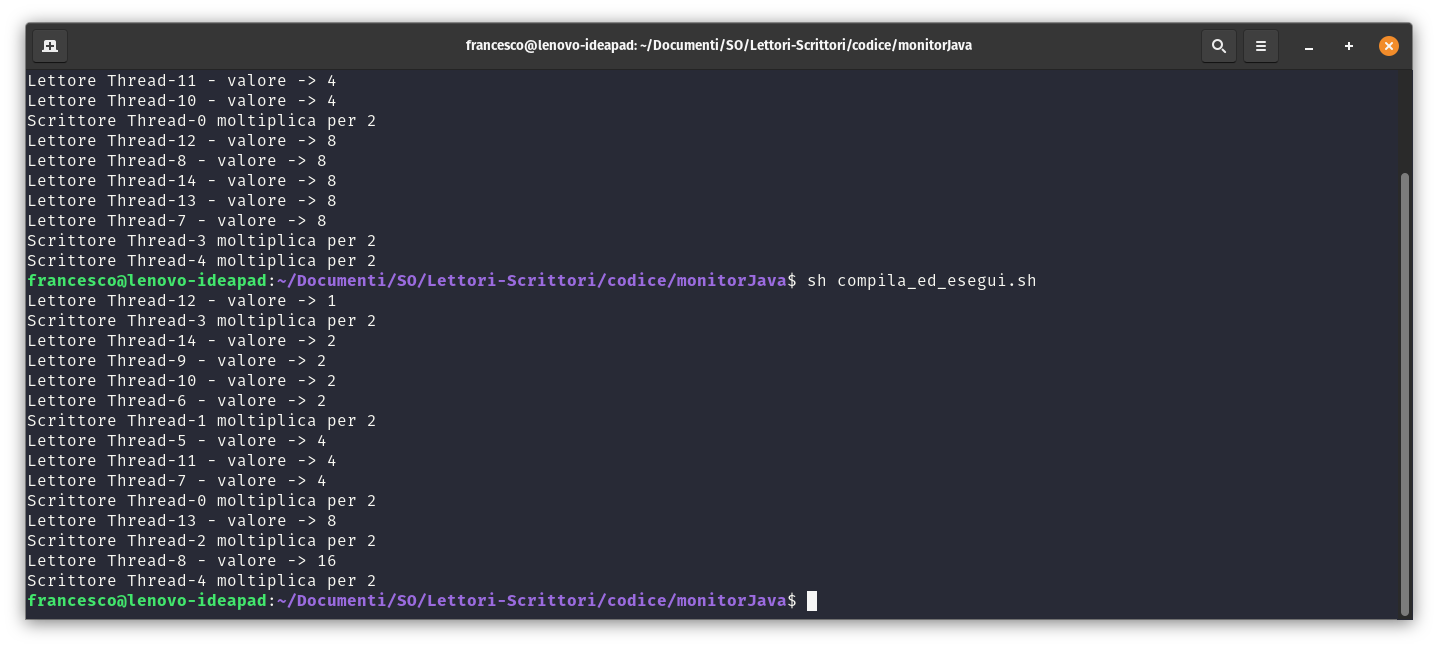 francesco@lenovo-ideapad: ~/Documenti/SO/Lettori-Scrittori/codice/monitorJava
Lettore Thread-11 - valore -> 4
Lettore Thread-10 - valore -> 4
Scrittore Thread-0 moltiplica per 2
Lettore Thread-12 - valore -> 8
Lettore Thread-8 - valore -> 8
Lettore Thread-14 - valore -> 8
Lettore Thread-13 - valore -> 8
Lettore Thread-7 - valore -> 8
Scrittore Thread-3 moltiplica per 2
Scrittore Thread-4 moltiplica per 2
francesco@lenovo-ideapad:~/Documenti/SO/Lettori-Scrittori/codice/monitorJava$ sh compila_ed_esegui.sh
Lettore Thread-12 - valore -> 1
Scrittore Thread-3 moltiplica per 2
Lettore Thread-14 - valore -> 2
Lettore Thread-9 - valore -> 2
Lettore Thread-10 - valore -> 2
Lettore Thread-6 - valore -> 2
Scrittore Thread-1 moltiplica per 2
Lettore Thread-5 - valore -> 4
Lettore Thread-11 - valore -> 4
Lettore Thread-7 - valore -> 4
Scrittore Thread-0 moltiplica per 2
Lettore Thread-13 - valore -> 8
Scrittore Thread-2 moltiplica per 2
Lettore Thread-8 - valore -> 16
Scrittore Thread-4 moltiplica per 2
francesco@lenovo-ideapad:~/Documenti/SO/Lettori-Scrittori/codice/monitorJava$